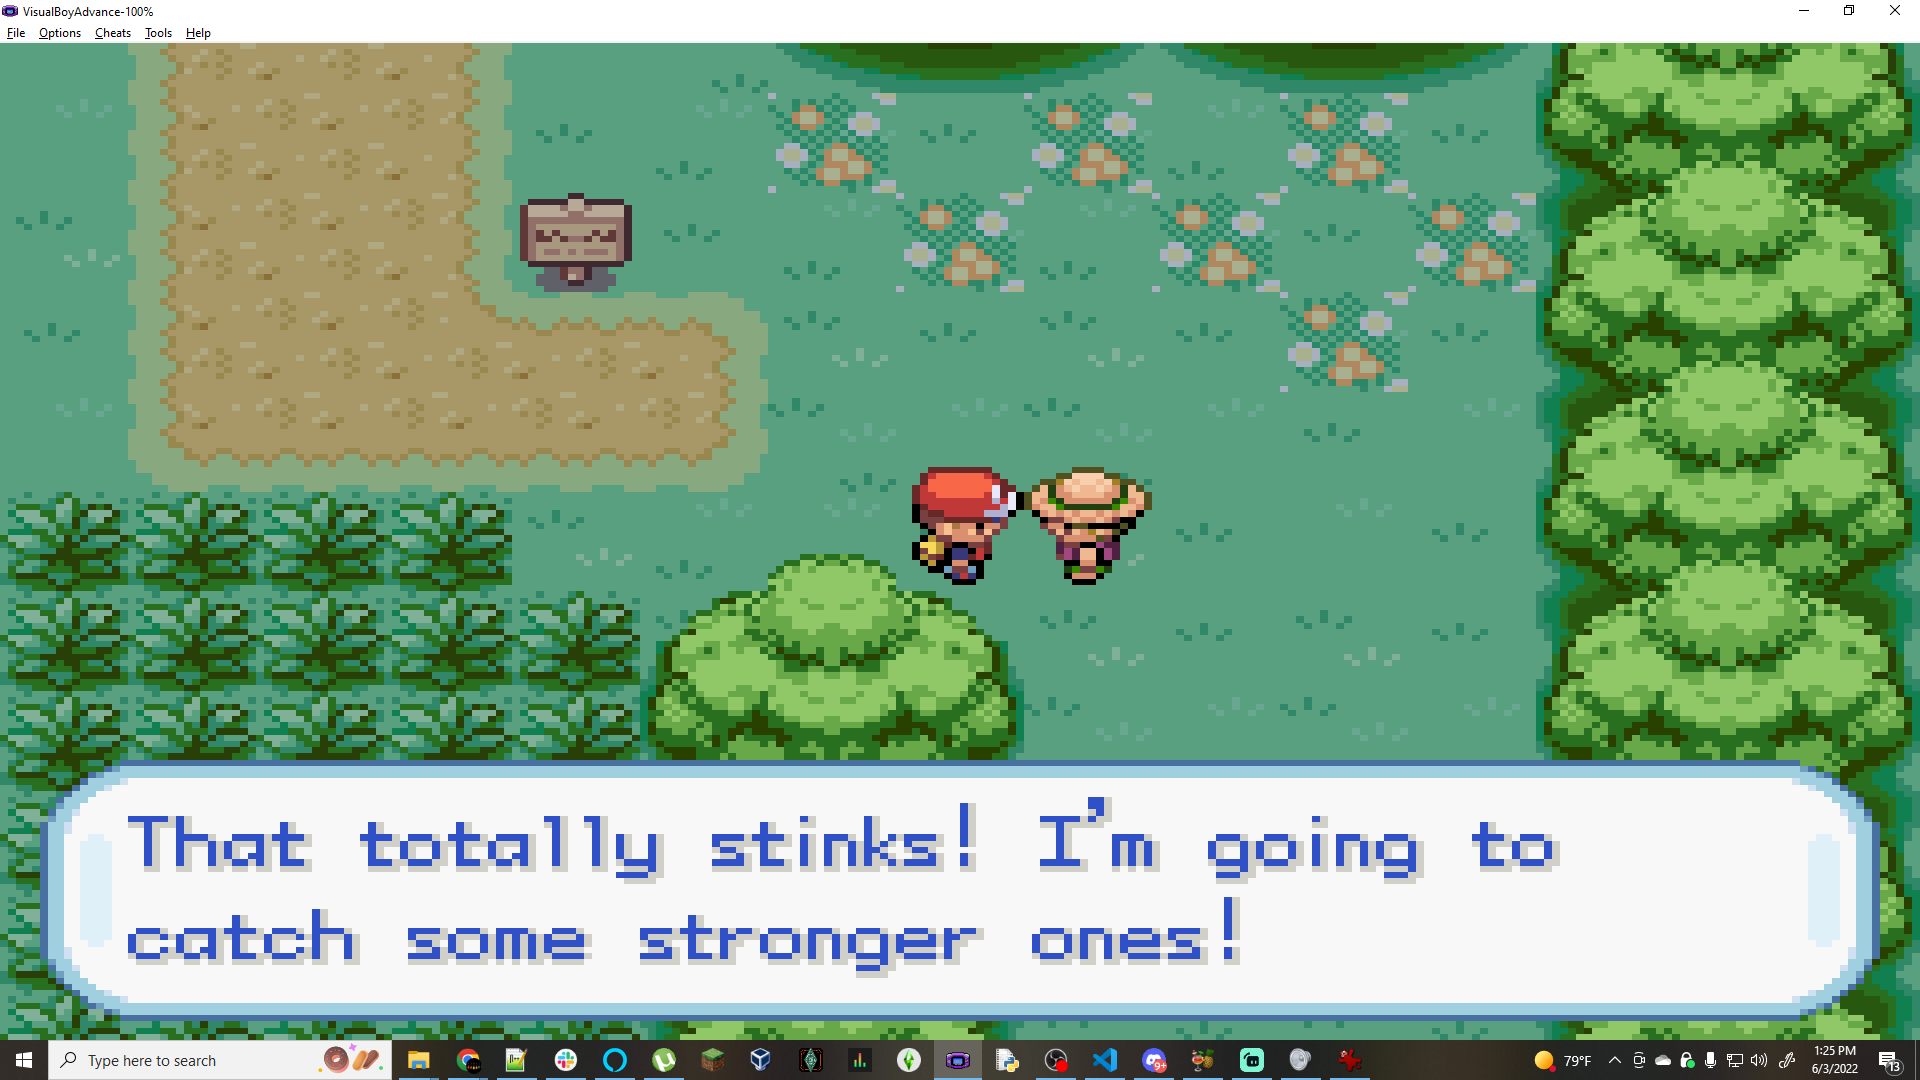 VisualBoyAdvance-100%
File Options Cheats Tools Help
That totally stinks! I'm going to
catch some stronger ones!
Type here to search
9+
79°F
1:25 PM
6/3/2022
13